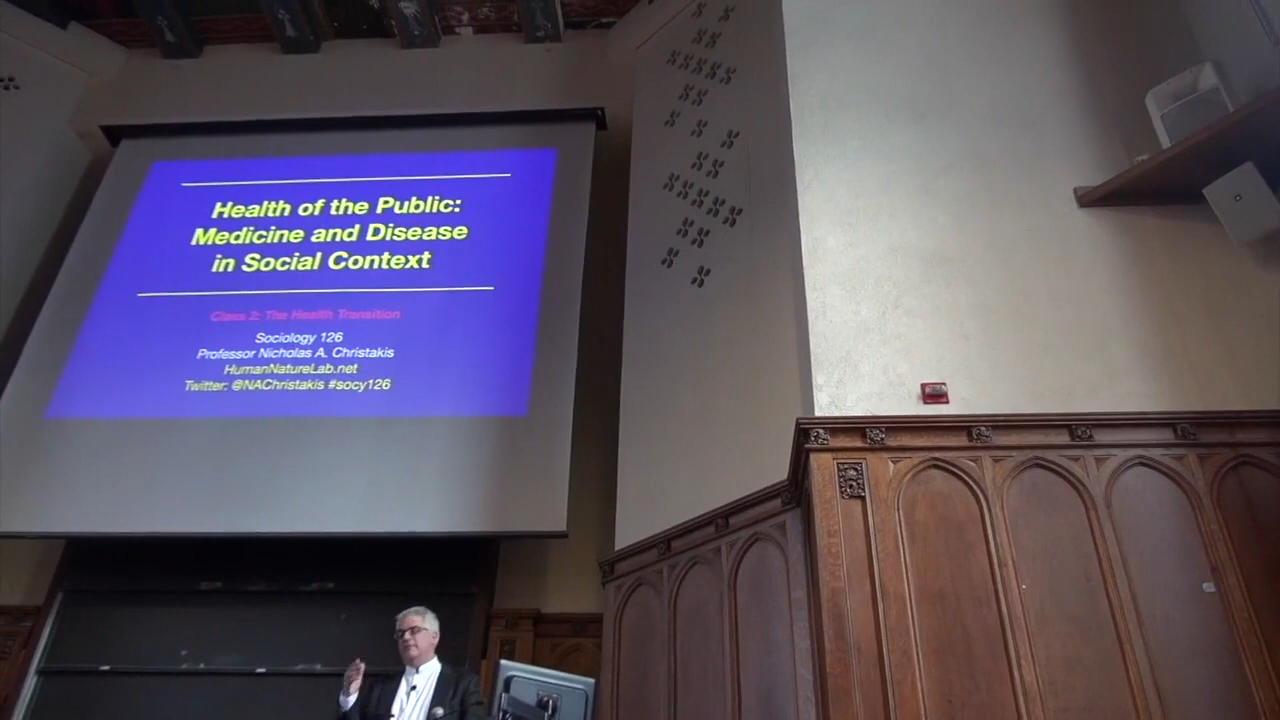 Health of the Public:
Medicine and Disease
in Social Context
Class 2: The Health Transition
Sociology 126
Professor Nicholas A. Christakis
HumanNatureLab.net
Twitter: @NAChristakis #socy126